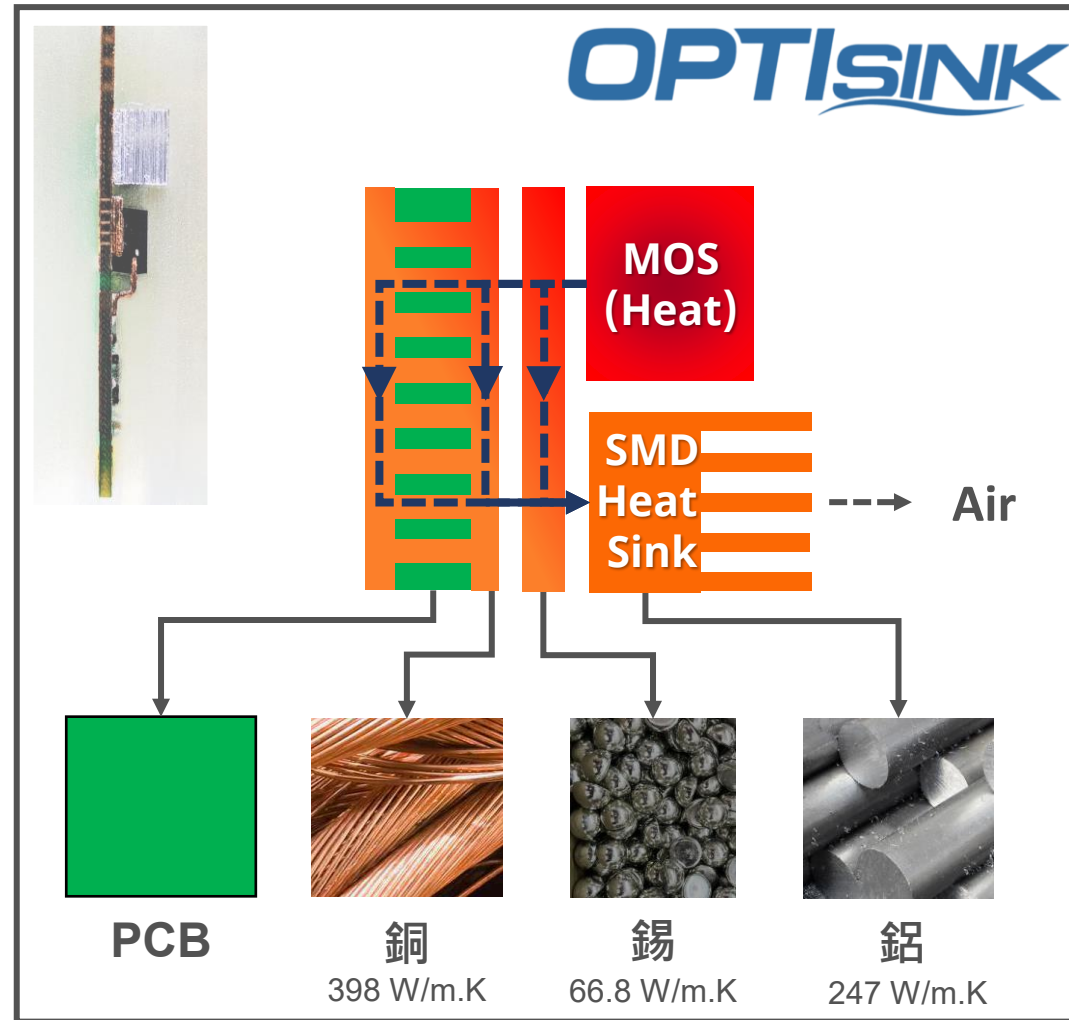 OPTISINK
MOS
(Heat)
SMD
Heat
Sink
Air
PCB
銅
398 W/m.K
錫
66.8 W/m.K
鋁
247 W/m.K